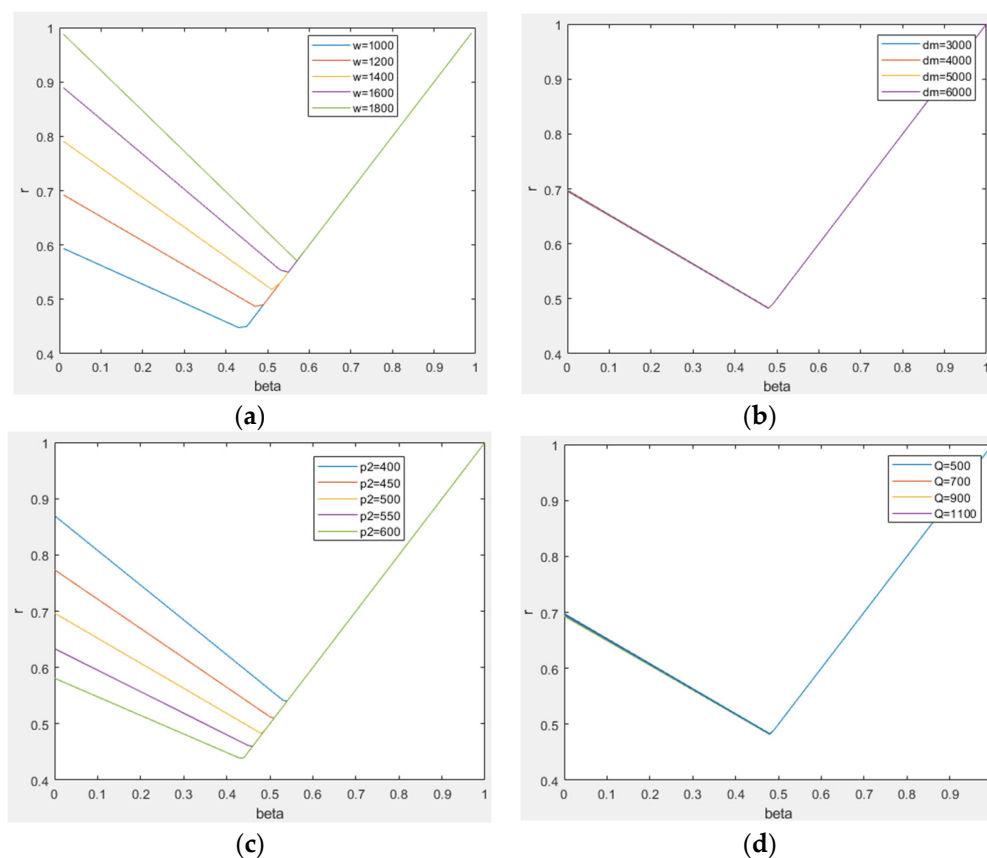 1
0.9
0.8
0.7
0.6
0.5
0.4
r
0 0.1 0.2 0.3 0.4 0.5 0.6 0.7 0.8 0.9 1
beta
w=1000
w=1200
w=1400
w=1600
w=1800
(a)
1
0.9
0.8
0.7
0.6
0.5
0.4
r
0 0.1 0.2 0.3 0.4 0.5 0.6 0.7 0.8 0.9 1
beta
dm=3000
dm=4000
dm=5000
dm=6000
(b)
1
0.9
0.8
0.7
0.6
0.5
0.4
r
0 0.1 0.2 0.3 0.4 0.5 0.6 0.7 0.8 0.9 1
beta
p2=400
p2=450
p2=500
p2=550
p2=600
(c)
1
0.9
0.8
0.7
0.6
0.5
0.4
r
0 0.1 0.2 0.3 0.4 0.5 0.6 0.7 0.8 0.9
beta
Q=500
Q=700
Q=900
Q=1100
(d)